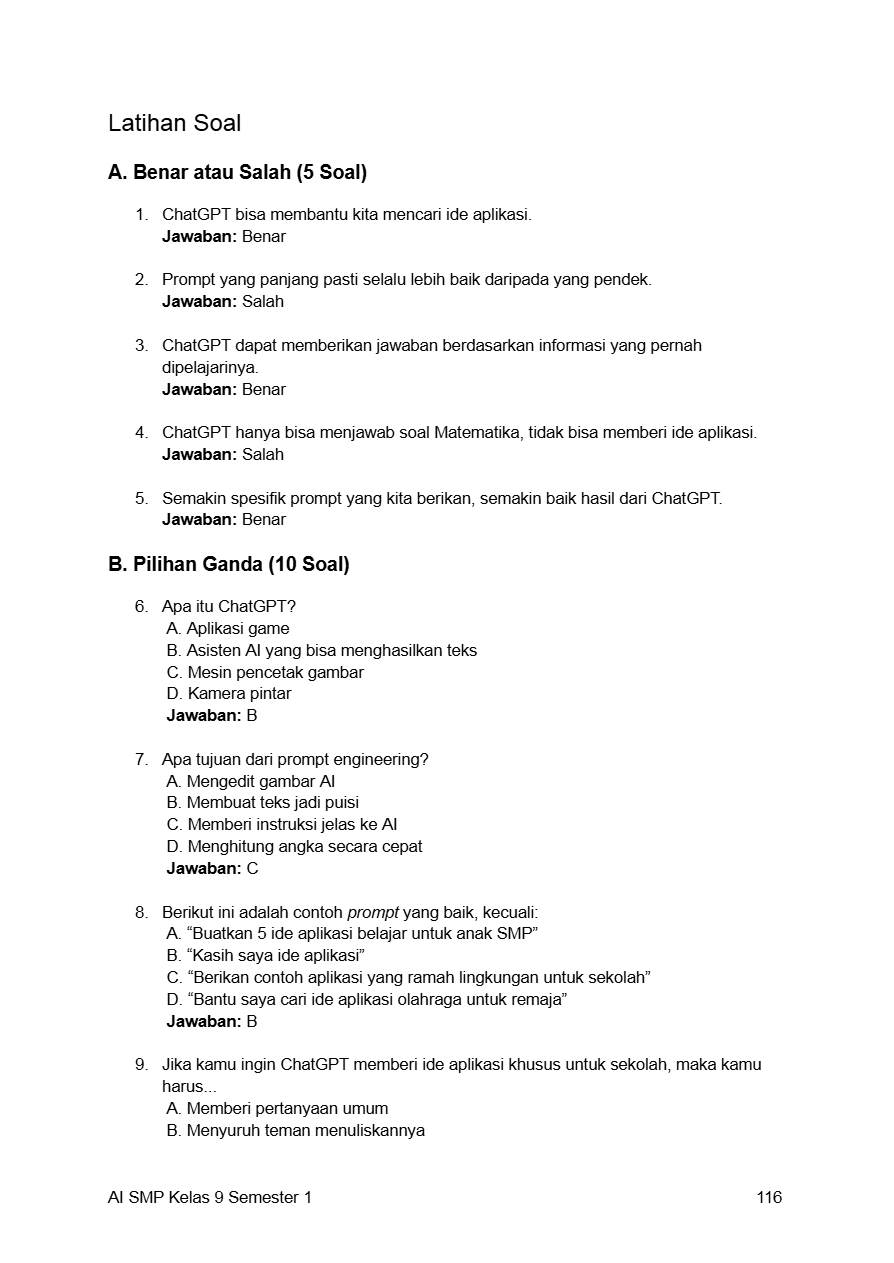 Latihan Soal
A. Benar atau Salah (5 Soal)
1. ChatGPT bisa membantu kita mencari ide aplikasi.
Jawaban: Benar
2. Prompt yang panjang pasti selalu lebih baik daripada yang pendek.
Jawaban: Salah
3. ChatGPT dapat memberikan jawaban berdasarkan informasi yang pernah
dipelajarinya.
Jawaban: Benar
4. ChatGPT hanya bisa menjawab soal Matematika, tidak bisa memberi ide aplikasi.
Jawaban: Salah
5. Semakin spesifik prompt yang kita berikan, semakin baik hasil dari ChatGPT.
Jawaban: Benar
B. Pilihan Ganda (10 Soal)
6. Apa itu ChatGPT?
A. Aplikasi game
B. Asisten AI yang bisa menghasilkan teks
C. Mesin pencetak gambar
D. Kamera pintar
Jawaban: B
7. Apa tujuan dari prompt engineering?
A. Mengedit gambar AI
B. Membuat teks jadi puisi
C. Memberi instruksi jelas ke AI
D. Menghitung angka secara cepat
Jawaban: C
8. Berikut ini adalah contoh prompt yang baik, kecuali:
A. “Buatkan 5 ide aplikasi belajar untuk anak SMP”
B. “Kasih saya ide aplikasi”
C. “Berikan contoh aplikasi yang ramah lingkungan untuk sekolah”
D. “Bantu saya cari ide aplikasi olahraga untuk remaja”
Jawaban: B
9. Jika kamu ingin ChatGPT memberi ide aplikasi khusus untuk sekolah, maka kamu
harus...
A. Memberi pertanyaan umum
B. Menyuruh teman menuliskannya
AI SMP Kelas 9 Semester 1 116